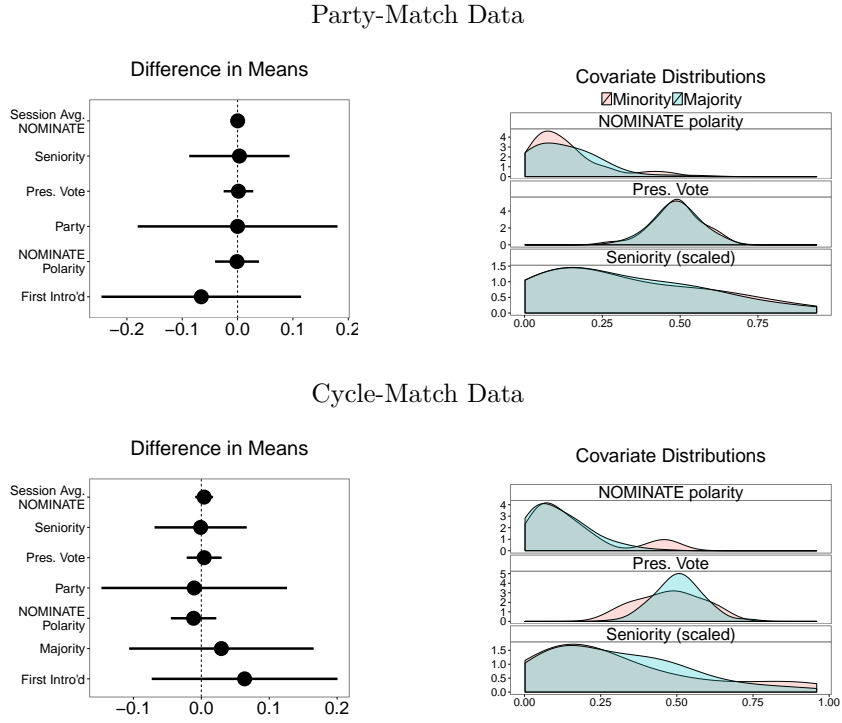 Party-Match Data
Difference in Means
Session Avg.
NOMINATE
Seniority
Pres. Vote
Party
NOMINATE
Polarity
First Intro'd
−0.2 −0.1 0.0 0.1 0.2
Covariate Distributions
Minority Majority
NOMINATE polarity
4
3
2
1
0
Pres. Vote
4
2
0
Seniority (scaled)
1.5
1.0
0.5
0.0
0.00 0.25 0.50 0.75
Cycle-Match Data
Difference in Means
Session Avg.
NOMINATE
Seniority
Pres. Vote
Party
NOMINATE
Polarity
Majority
First Intro'd
−0.1 0.0 0.1 0.2
Covariate Distributions
NOMINATE polarity
4
3
2
1
0
Pres. Vote
5
4
3
2
1
0
Seniority (scaled)
1.5
1.0
0.5
0.0
0.00 0.25 0.50 0.75 1.00